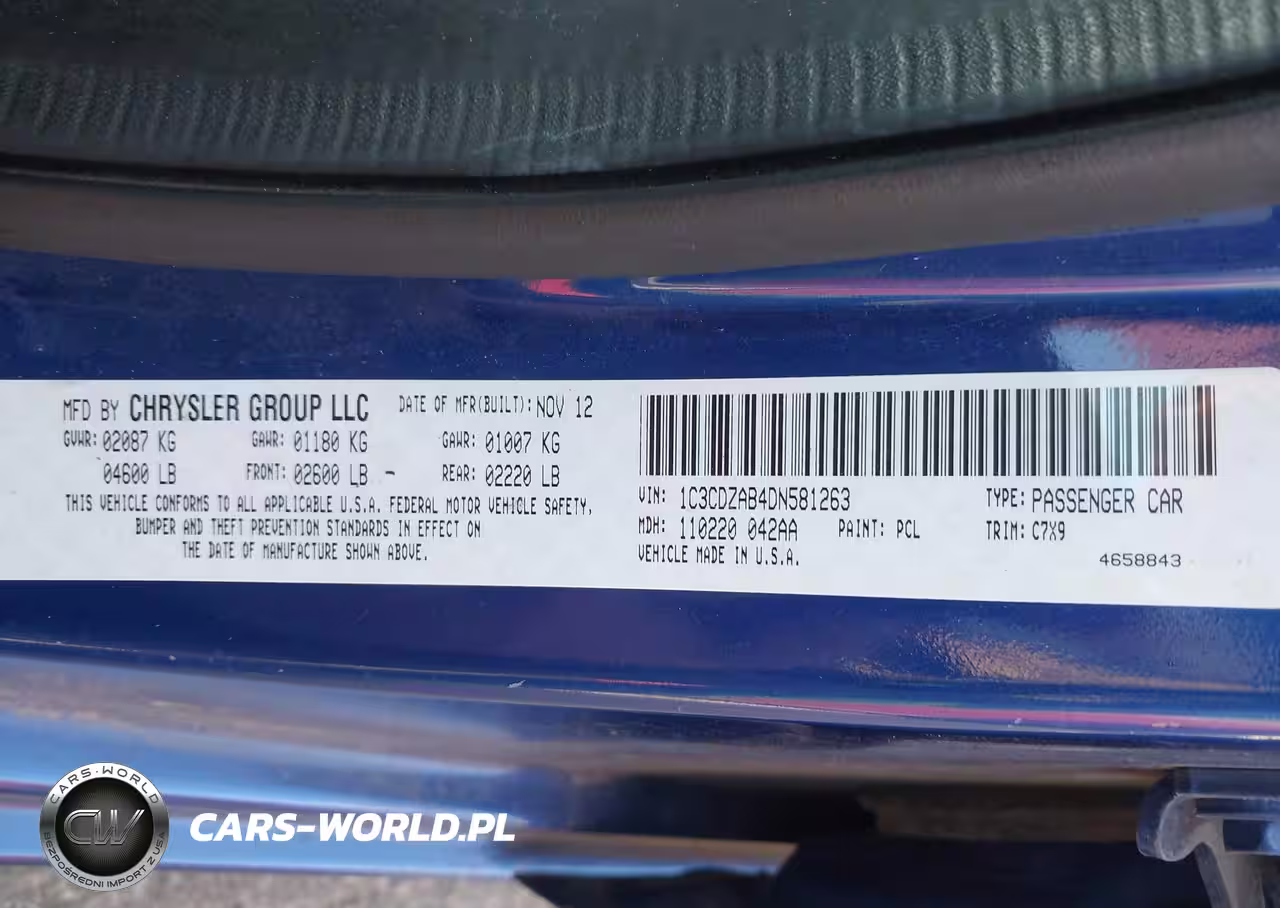 MFD BY CHRYSLER GROUP LLC DATE OF MFR(BUILT): NOV 12
GVWR: 02087 KG GAWR: 01180 KG GAWR: 01007 KG
04600 LB FRONT: 02600 LB - REAR: 02220 LB
THIS VEHICLE CONFORMS TO ALL APPLICABLE U.S.A. FEDERAL MOTOR VEHICLE SAFETY,
BUMPER AND THEFT PREVENTION STANDARDS IN EFFECT ON
THE DATE OF MANUFACTURE SHOWN ABOVE.
VIN: 1C3CDZAB4DN581263 TYPE: PASSENGER CAR
MDH: 110220 042AA PAINT: PCL TRIM: C7X9
VEHICLE MADE IN U.S.A.
4658843
CARS-WORLD
CW
BEZPOŚREDNI IMPORT Z USA
CARS-WORLD.PL